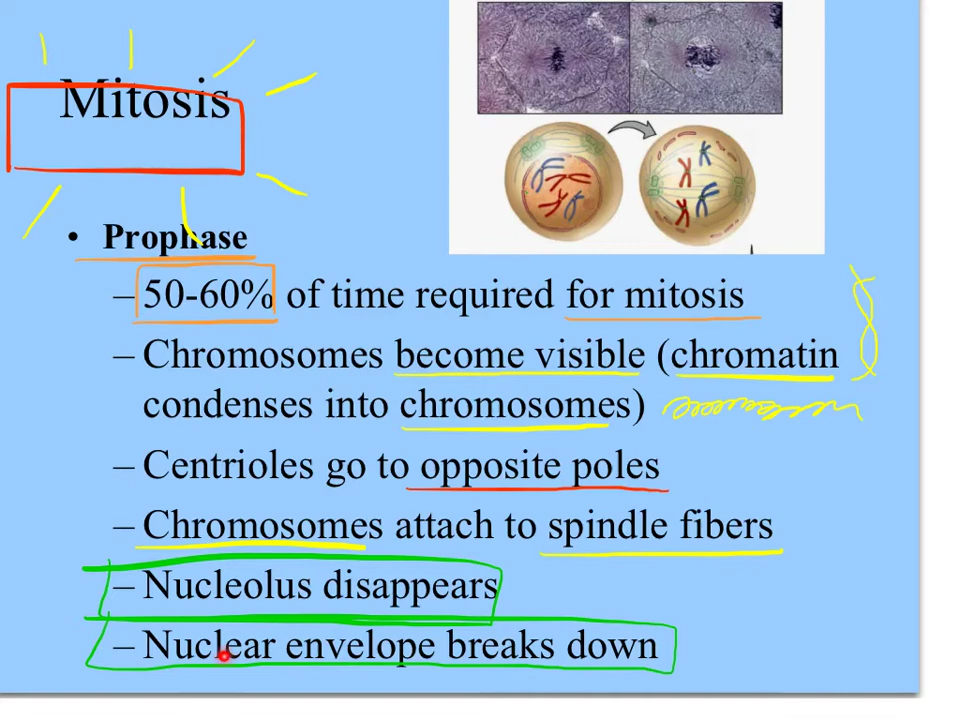 Mitosis
• Prophase
– 50-60% of time required for mitosis
– Chromosomes become visible (chromatin
condenses into chromosomes)
– Centrioles go to opposite poles
– Chromosomes attach to spindle fibers
– Nucleolus disappears
– Nuclear envelope breaks down